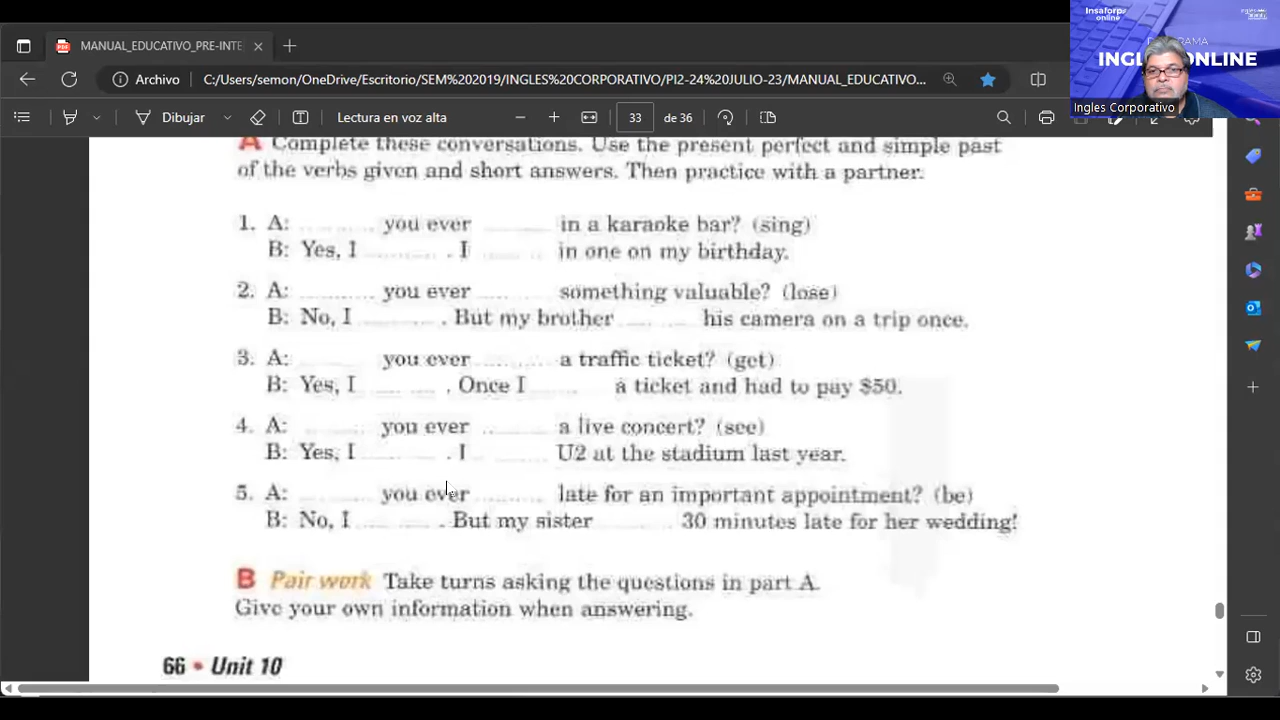 Insaforp
online
PROGRAMA
INGLÉS ONLINE
Ingles Corporativo
MANUAL_EDUCATIVO_PRE-INTE
Archivo
C:/Users/semon/OneDrive/Escritorio/SEM%202019/INGLES%20CORPORATIVO/PI2-24%20JULIO-23/MANUAL_EDUCATIVO...
Dibujar
Lectura en voz alta
33 de 36
A Complete these conversations. Use the present perfect and simple past
of the verbs given and short answers. Then practice with a partner.
1. A: .......... you ever .......... in a karaoke bar? (sing)
B: Yes, I .......... . I .......... in one on my birthday.
2. A: .......... you ever .......... something valuable? (lose)
B: No, I .......... . But my brother .......... his camera on a trip once.
3. A: .......... you ever .......... a traffic ticket? (get)
B: Yes, I .......... . Once I .......... a ticket and had to pay $50.
4. A: .......... you ever .......... a live concert? (see)
B: Yes, I .......... . I .......... U2 at the stadium last year.
5. A: .......... you ever .......... late for an important appointment? (be)
B: No, I .......... . But my sister .......... 30 minutes late for her wedding!
B Pair work Take turns asking the questions in part A.
Give your own information when answering.
66 • Unit 10